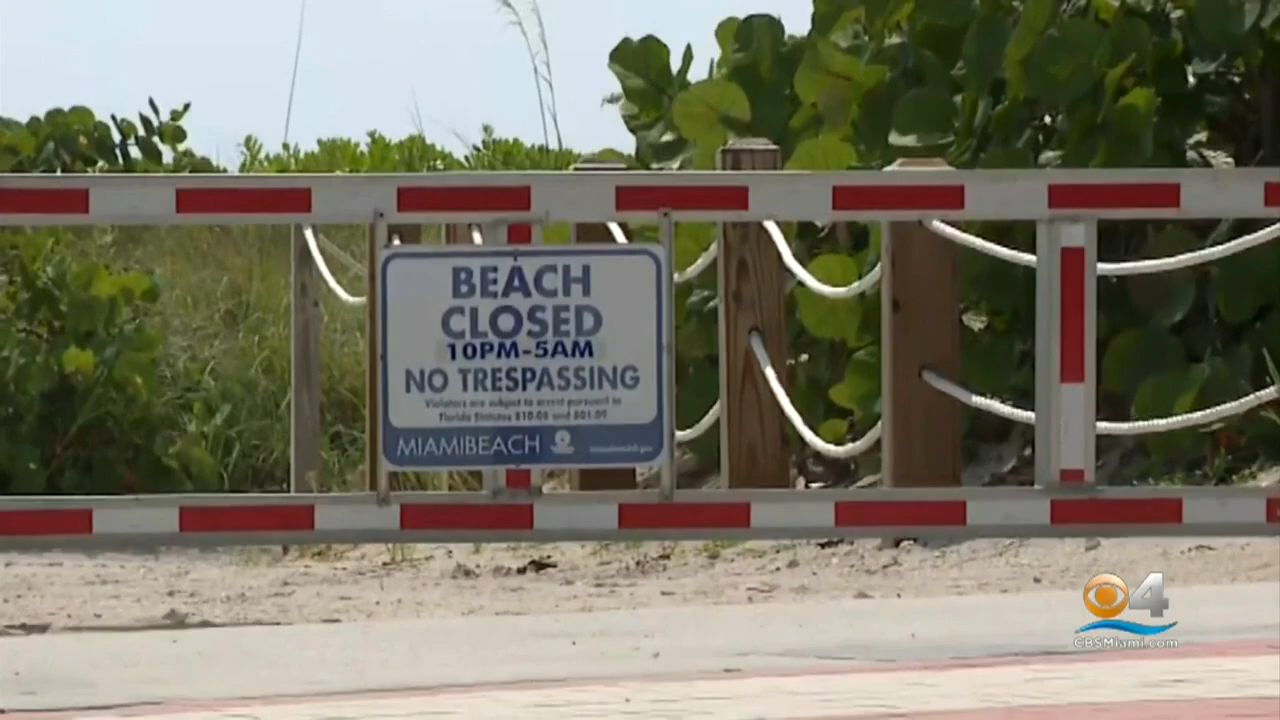 BEACH
CLOSED
10PM-5AM
NO TRESPASSING
Violators are subject to arrest pursuant to
Florida Statutes 810.08 and 801.09
MIAMIBEACH
4
CBSMiami.com